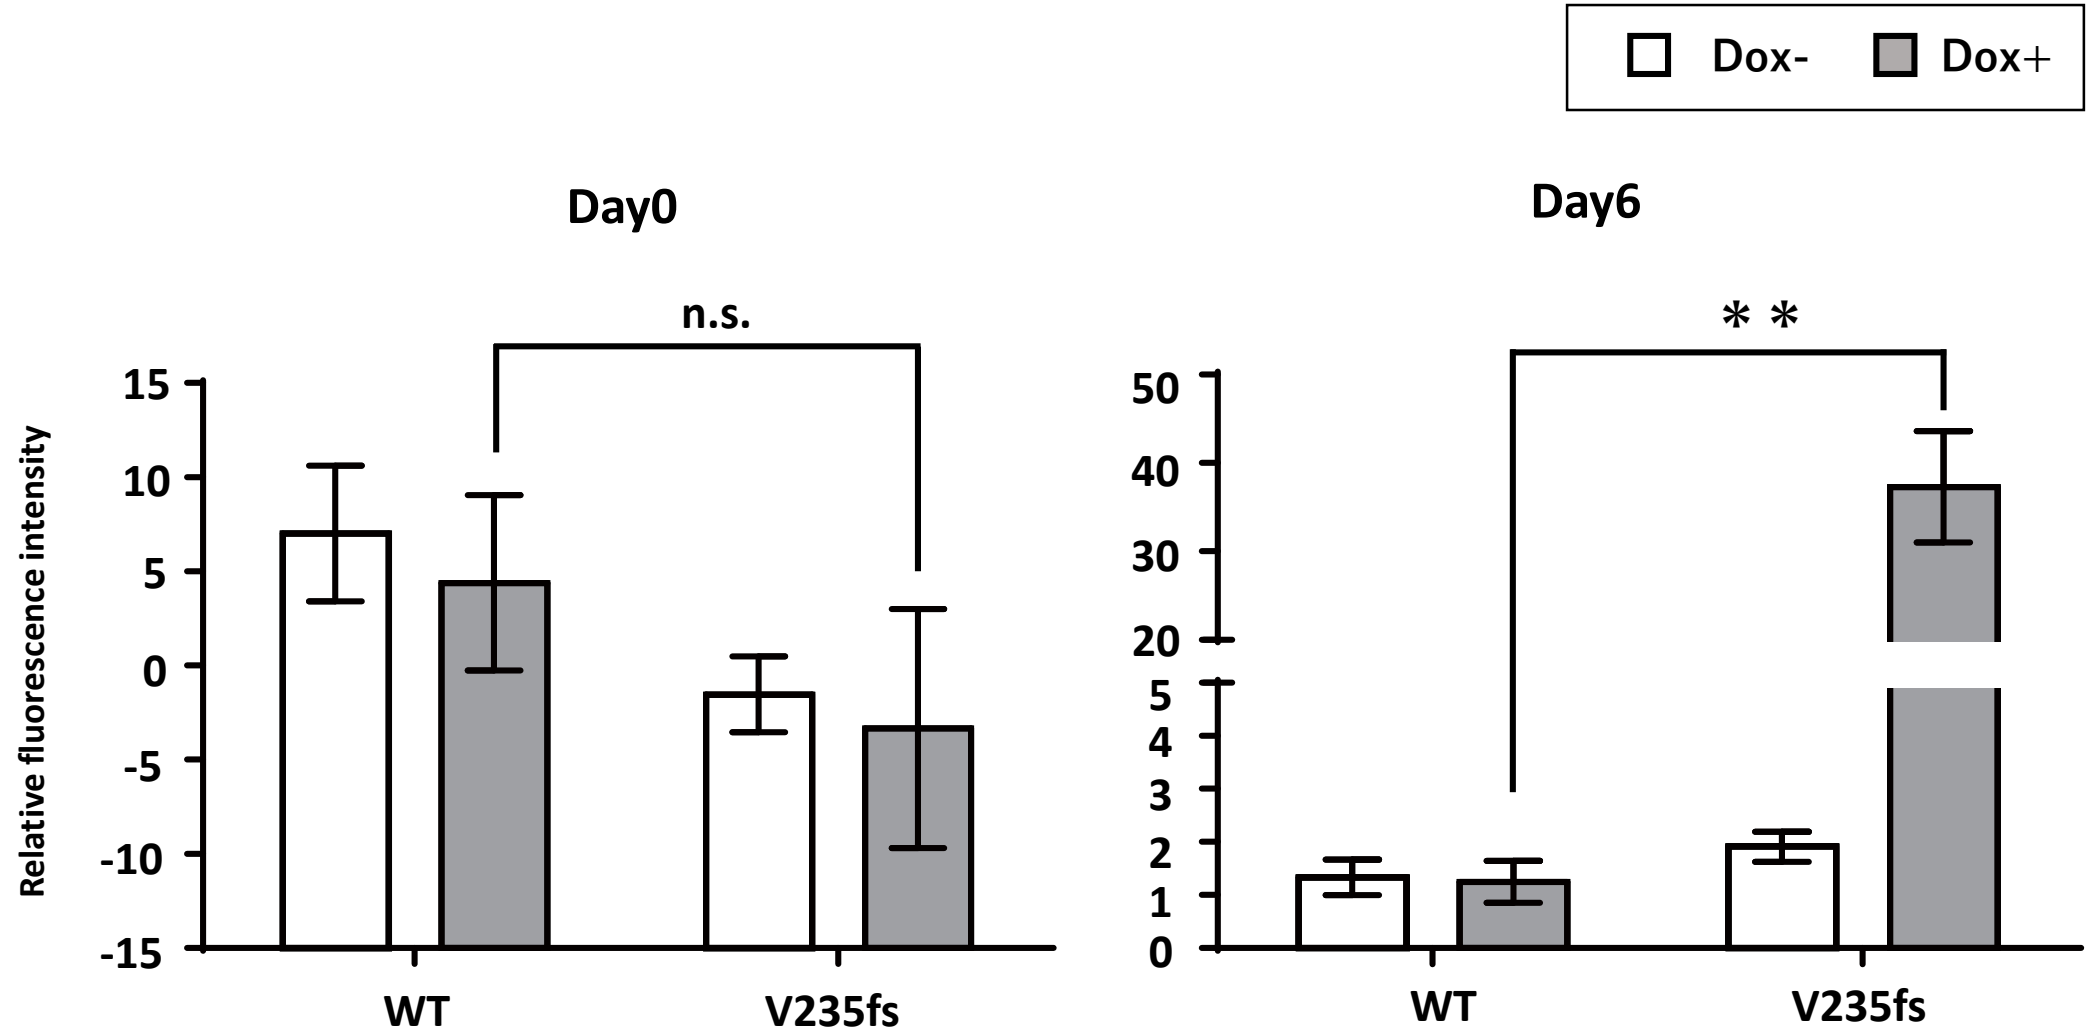 Dox- Dox+
Day0
Day6
n.s.
**
Relative fluorescence intensity
15
10
5
0
-5
-10
-15
WT V235fs
50
40
30
20
5
4
3
2
1
0
WT V235fs